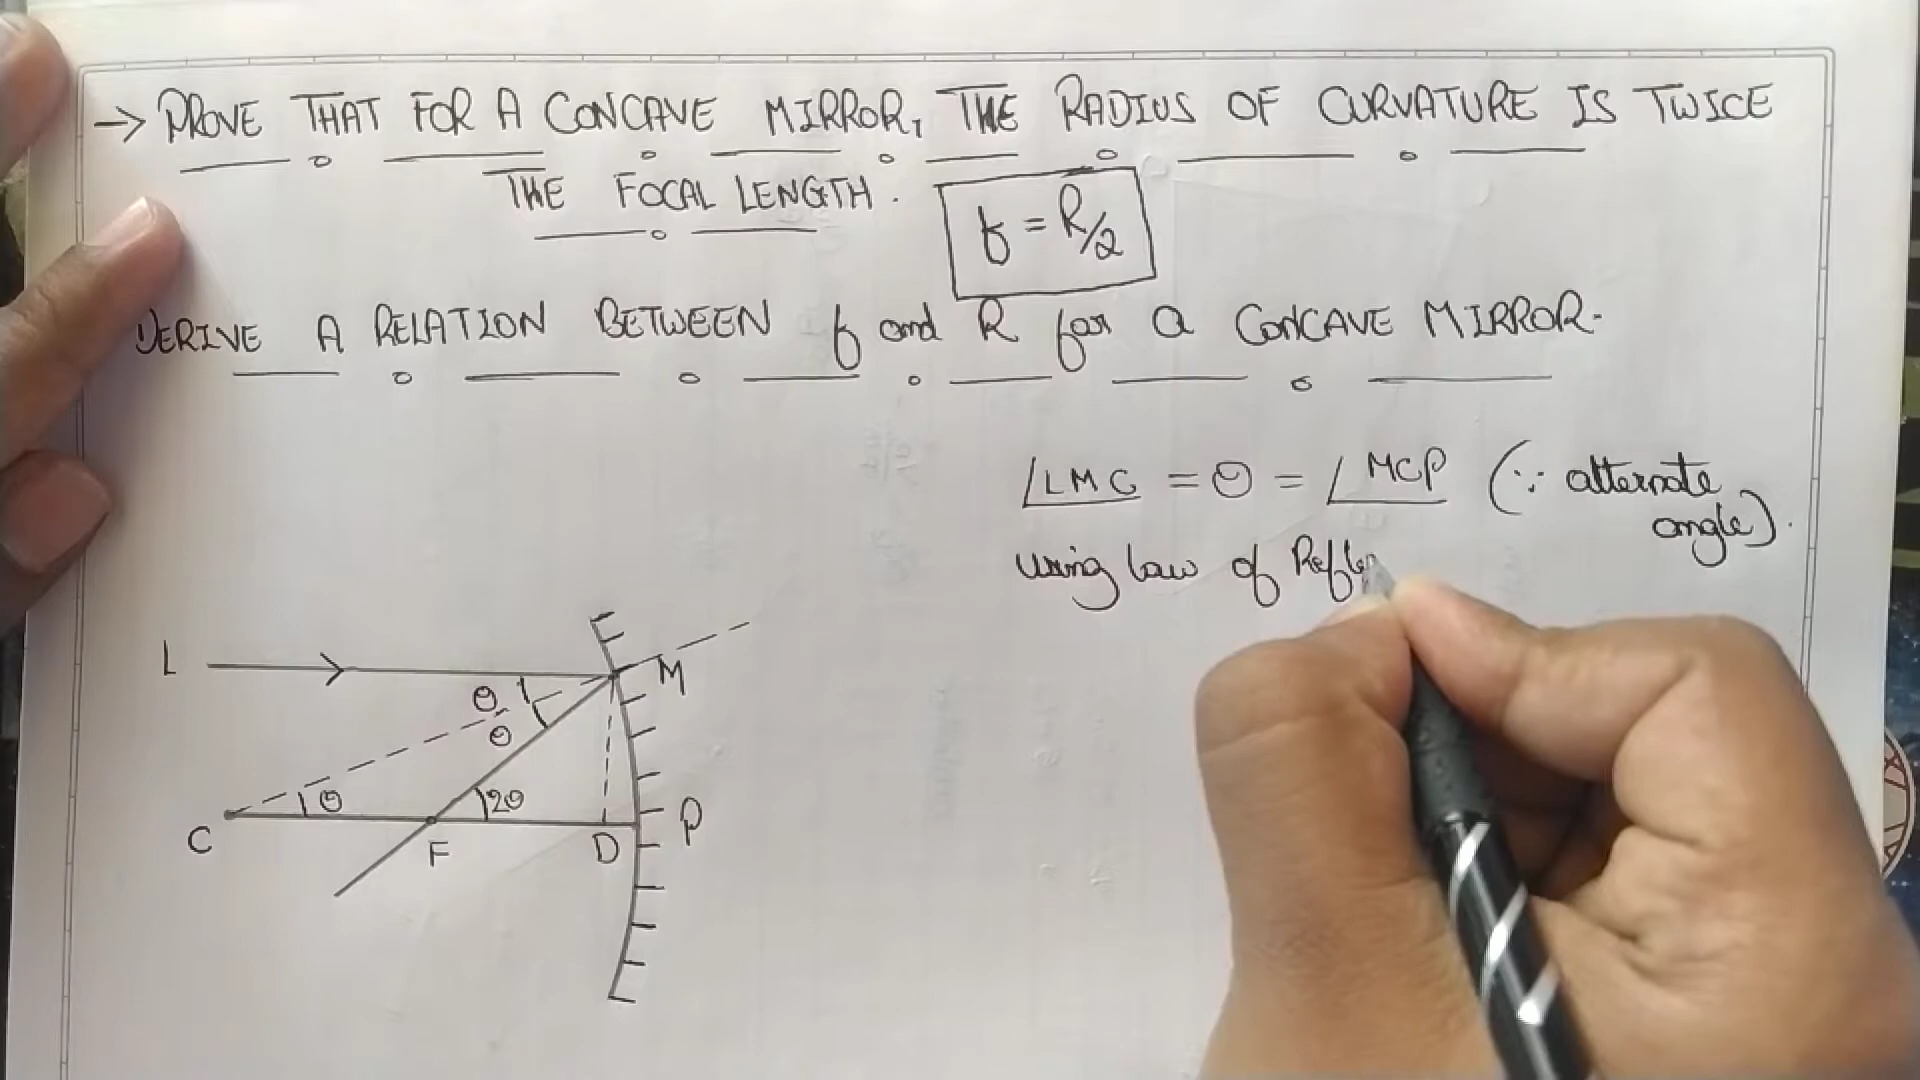 → PROVE THAT FOR A CONCAVE MIRROR, THE RADIUS OF CURVATURE IS TWICE
THE FOCAL LENGTH.
f = R/2
DERIVE A RELATION BETWEEN f and R for a CONCAVE MIRROR.
∠LMC = θ = ∠MCP (∵ alternate
angle).
using law of Refle
L
M
θ
θ
θ
2θ
C
F
D
P